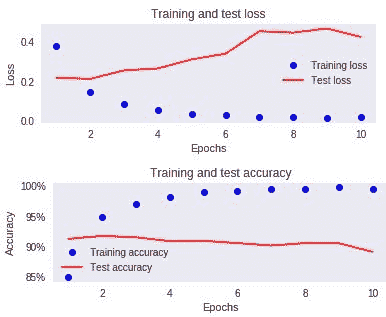 Training and test loss
Loss
0.4
0.2
0.0
Training loss
Test loss
2 4 6 8 10
Epochs
Training and test accuracy
Accuracy
100%
95%
90%
85%
Training accuracy
Test accuracy
2 4 6 8 10
Epochs